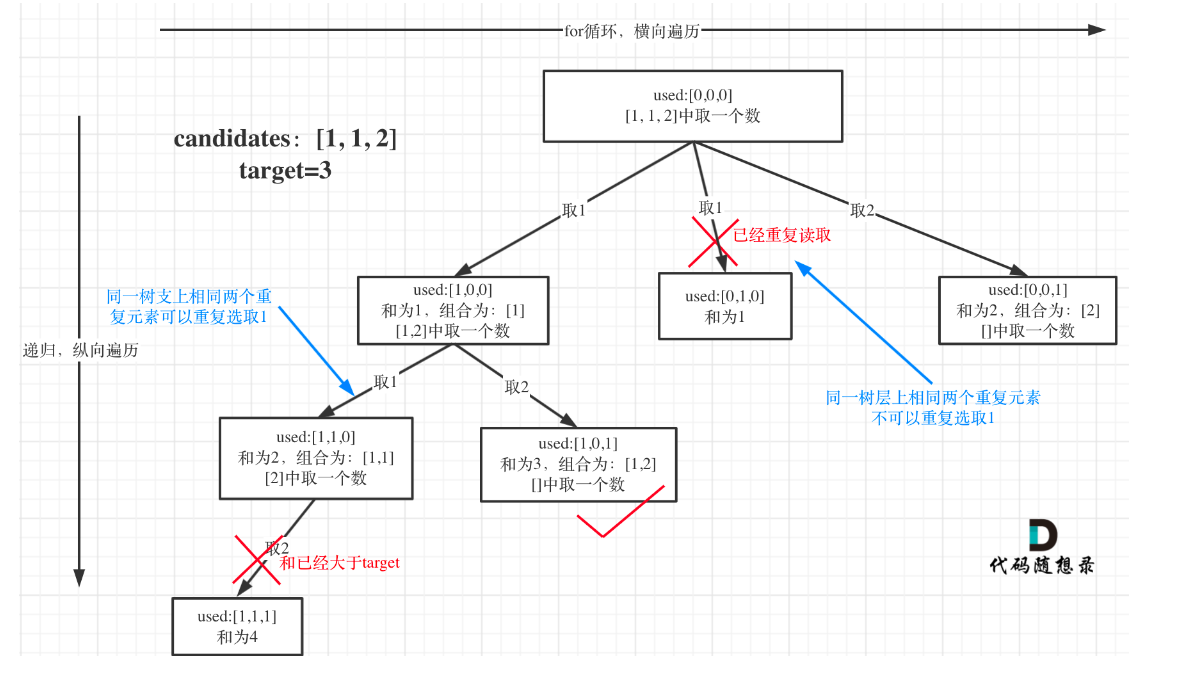 for循环，横向遍历
candidates：[1, 1, 2]
target=3
used:[0,0,0]
[1, 1, 2]中取一个数
取1
取1
取2
已经重复读取
used:[1,0,0]
和为1，组合为：[1]
[1,2]中取一个数
used:[0,1,0]
和为1
used:[0,0,1]
和为2，组合为：[2]
[]中取一个数
同一树支上相同两个重
复元素可以重复选取1
递归，纵向遍历
取1
取2
同一树层上相同两个重复元素
不可以重复选取1
used:[1,1,0]
和为2，组合为：[1,1]
[2]中取一个数
used:[1,0,1]
和为3，组合为：[1,2]
[]中取一个数
取2
和已经大于target
used:[1,1,1]
和为4
代码随想录